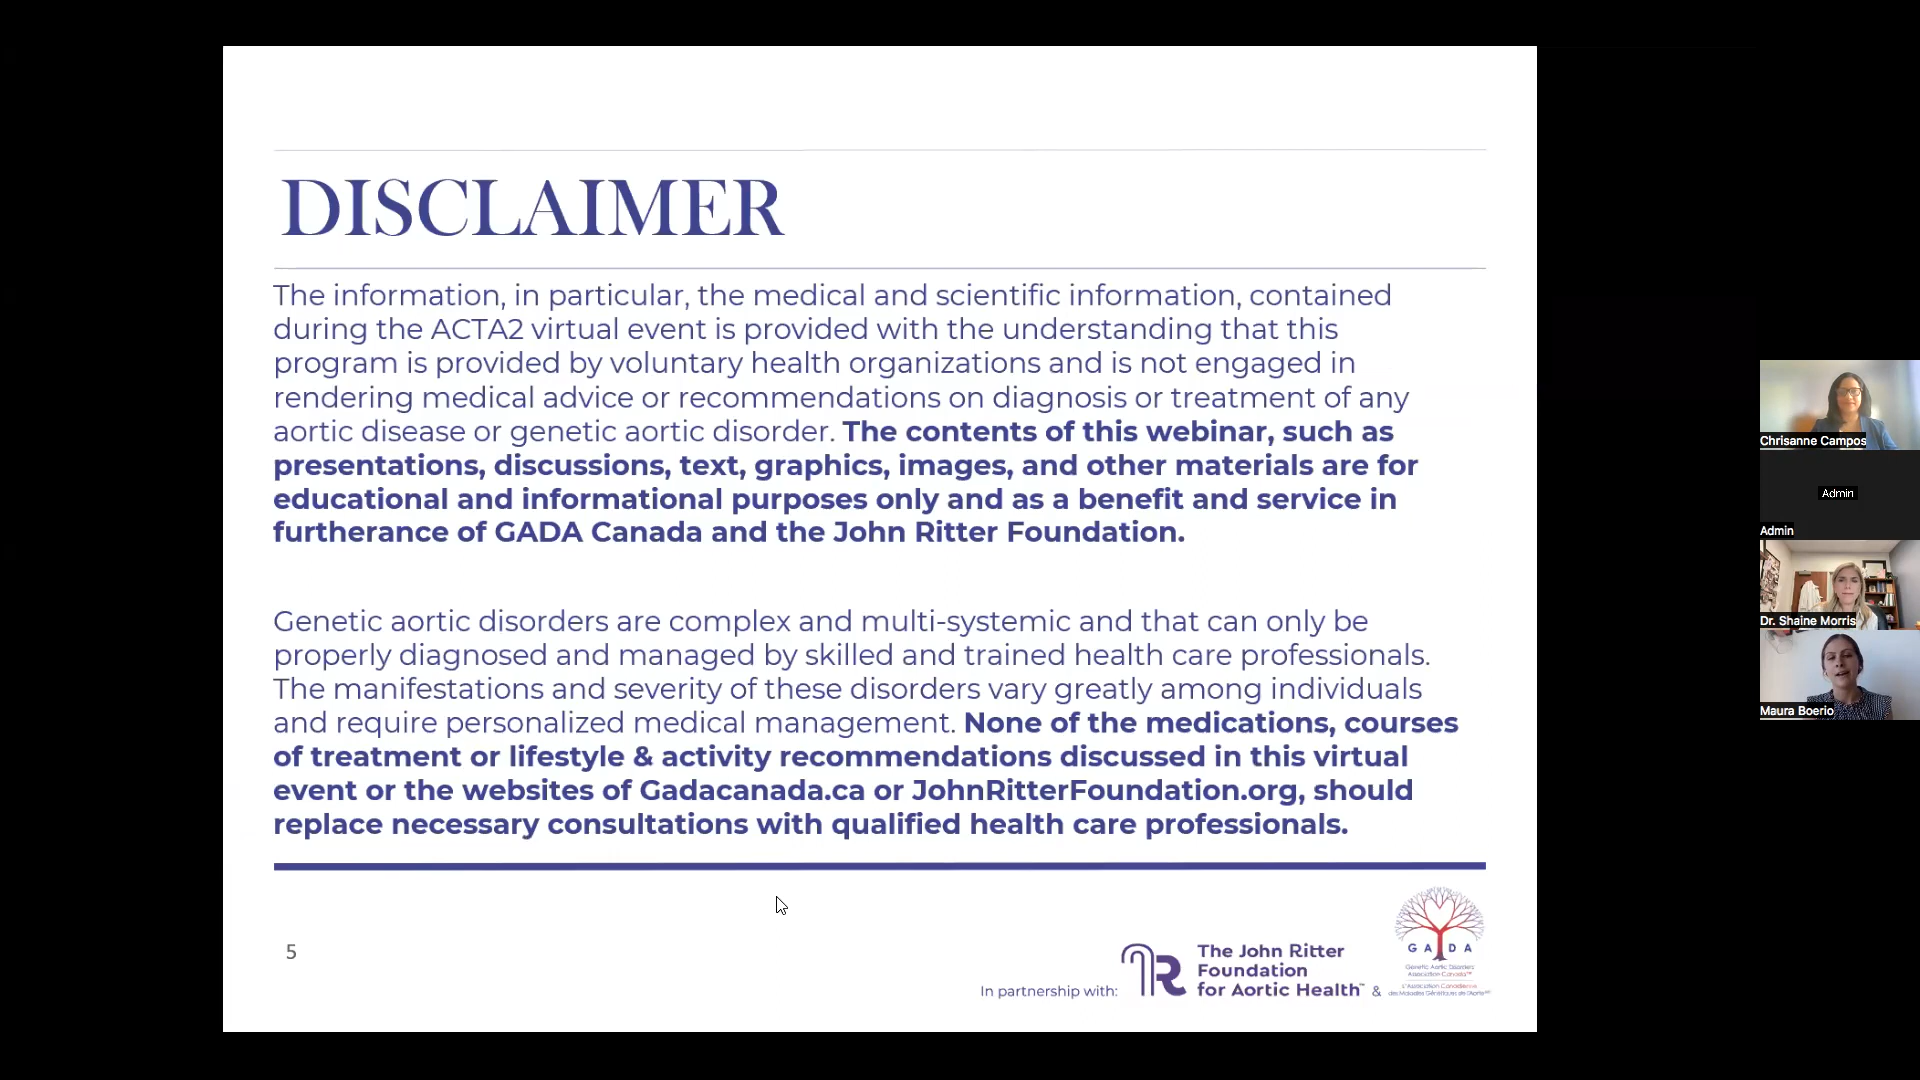 DISCLAIMER
The information, in particular, the medical and scientific information, contained
during the ACTA2 virtual event is provided with the understanding that this
program is provided by voluntary health organizations and is not engaged in
rendering medical advice or recommendations on diagnosis or treatment of any
aortic disease or genetic aortic disorder. The contents of this webinar, such as
presentations, discussions, text, graphics, images, and other materials are for
educational and informational purposes only and as a benefit and service in
furtherance of GADA Canada and the John Ritter Foundation.
Genetic aortic disorders are complex and multi-systemic and that can only be
properly diagnosed and managed by skilled and trained health care professionals.
The manifestations and severity of these disorders vary greatly among individuals
and require personalized medical management. None of the medications, courses
of treatment or lifestyle & activity recommendations discussed in this virtual
event or the websites of Gadacanada.ca or JohnRitterFoundation.org, should
replace necessary consultations with qualified health care professionals.
5
In partnership with:
The John Ritter
Foundation
for Aortic Health™
&
GADA
Genetic Aortic Disorders
Association Canada™
L'Association Canadienne
des Maladies Génétiques de l'Aorte
Chrisanne Campos
Admin
Admin
Dr. Shaine Morris
Maura Boerio